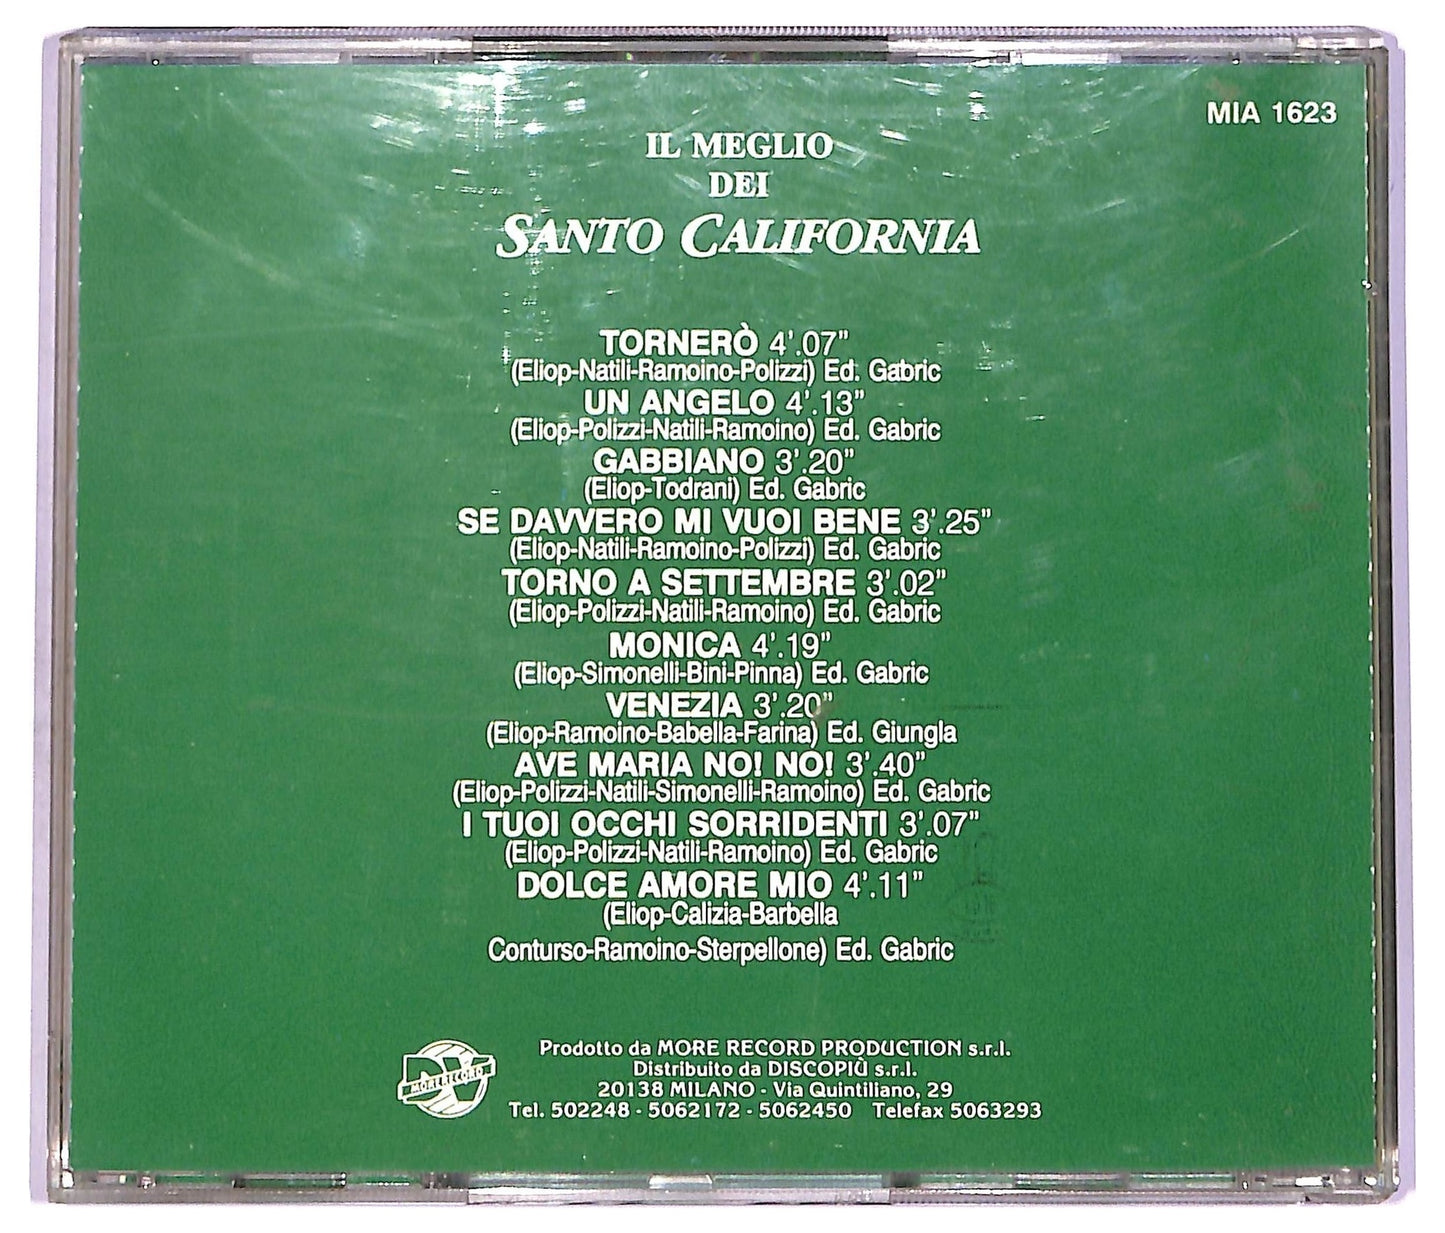 MIA 1623
IL MEGLIO
DEI
SANTO CALIFORNIA
TORNERÒ 4'.07"
(Eliop-Natili-Ramoino-Polizzi) Ed. Gabric
UN ANGELO 4'.13"
(Eliop-Polizzi-Natili-Ramoino) Ed. Gabric
GABBIANO 3'.20"
(Eliop-Todrani) Ed. Gabric
SE DAVVERO MI VUOI BENE 3'.25"
(Eliop-Natili-Ramoino-Polizzi) Ed. Gabric
TORNO A SETTEMBRE 3'.02"
(Eliop-Polizzi-Natili-Ramoino) Ed. Gabric
MONICA 4'.19"
(Eliop-Simonelli-Bini-Pinna) Ed. Gabric
VENEZIA 3'.20"
(Eliop-Ramoino-Babella-Farina) Ed. Giungla
AVE MARIA NO! NO! 3'.40"
(Eliop-Polizzi-Natili-Simonelli-Ramoino) Ed. Gabric
I TUOI OCCHI SORRIDENTI 3'.07"
(Eliop-Polizzi-Natili-Ramoino) Ed. Gabric
DOLCE AMORE MIO 4'.11"
(Eliop-Calizia-Barbella
Conturso-Ramoino-Sterpellone) Ed. Gabric
MORE RECORD
Prodotto da MORE RECORD PRODUCTION s.r.l.
Distribuito da DISCOPIÙ s.r.l.
20138 MILANO - Via Quintiliano, 29
Tel. 502248 - 5062172 - 5062450 Telefax 5063293